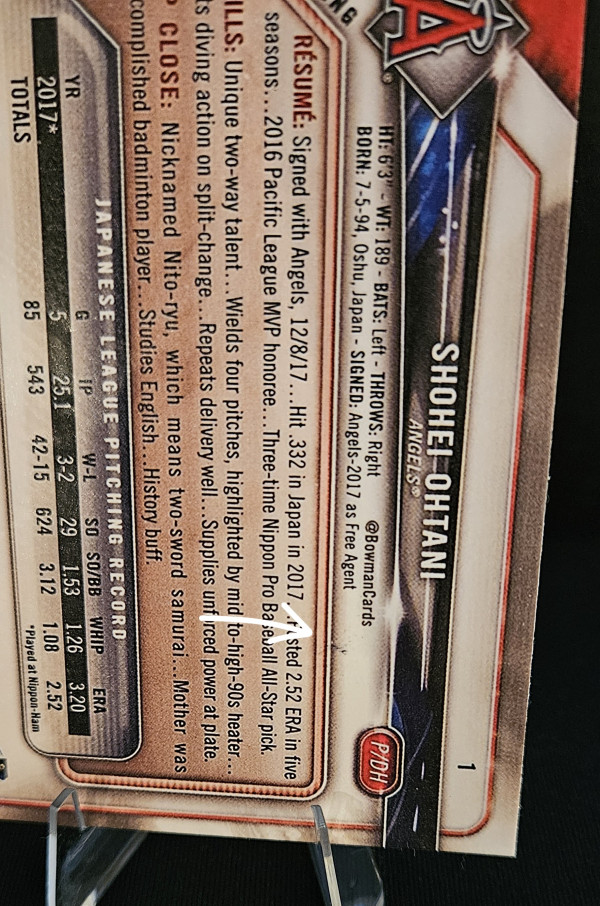 1
SHOHEI OHTANI
ANGELS®
A®
P/DH
HT: 6'3" - WT: 189 - BATS: Left - THROWS: Right @BowmanCards
BORN: 7-5-94, Oshu, Japan - SIGNED: Angels-2017 as Free Agent
NG
RÉSUMÉ: Signed with Angels, 12/8/17...Hit .332 in Japan in 2017 2.52 ERA in five
seasons...2016 Pacific League MVP honoree...Three-time Nippon Pro Baseball All-Star pick.
ILLS: Unique two-way talent...Wields four pitches, highlighted by mid-to-high-90s heater...
ts diving action on split-change...Repeats delivery well...Supplies unforced power at plate.
P CLOSE: Nicknamed Nito-ryu, which means two-sword samurai...Mother was
complished badminton player...Studies English...History buff.
JAPANESE LEAGUE PITCHING RECORD
YR G IP W-L SO SO/BB WHIP ERA
2017* 5 25.1 3-2 29 1.53 1.26 3.20
TOTALS 85 543 42-15 624 3.12 1.08 2.52
*Played at Nippon-Ham